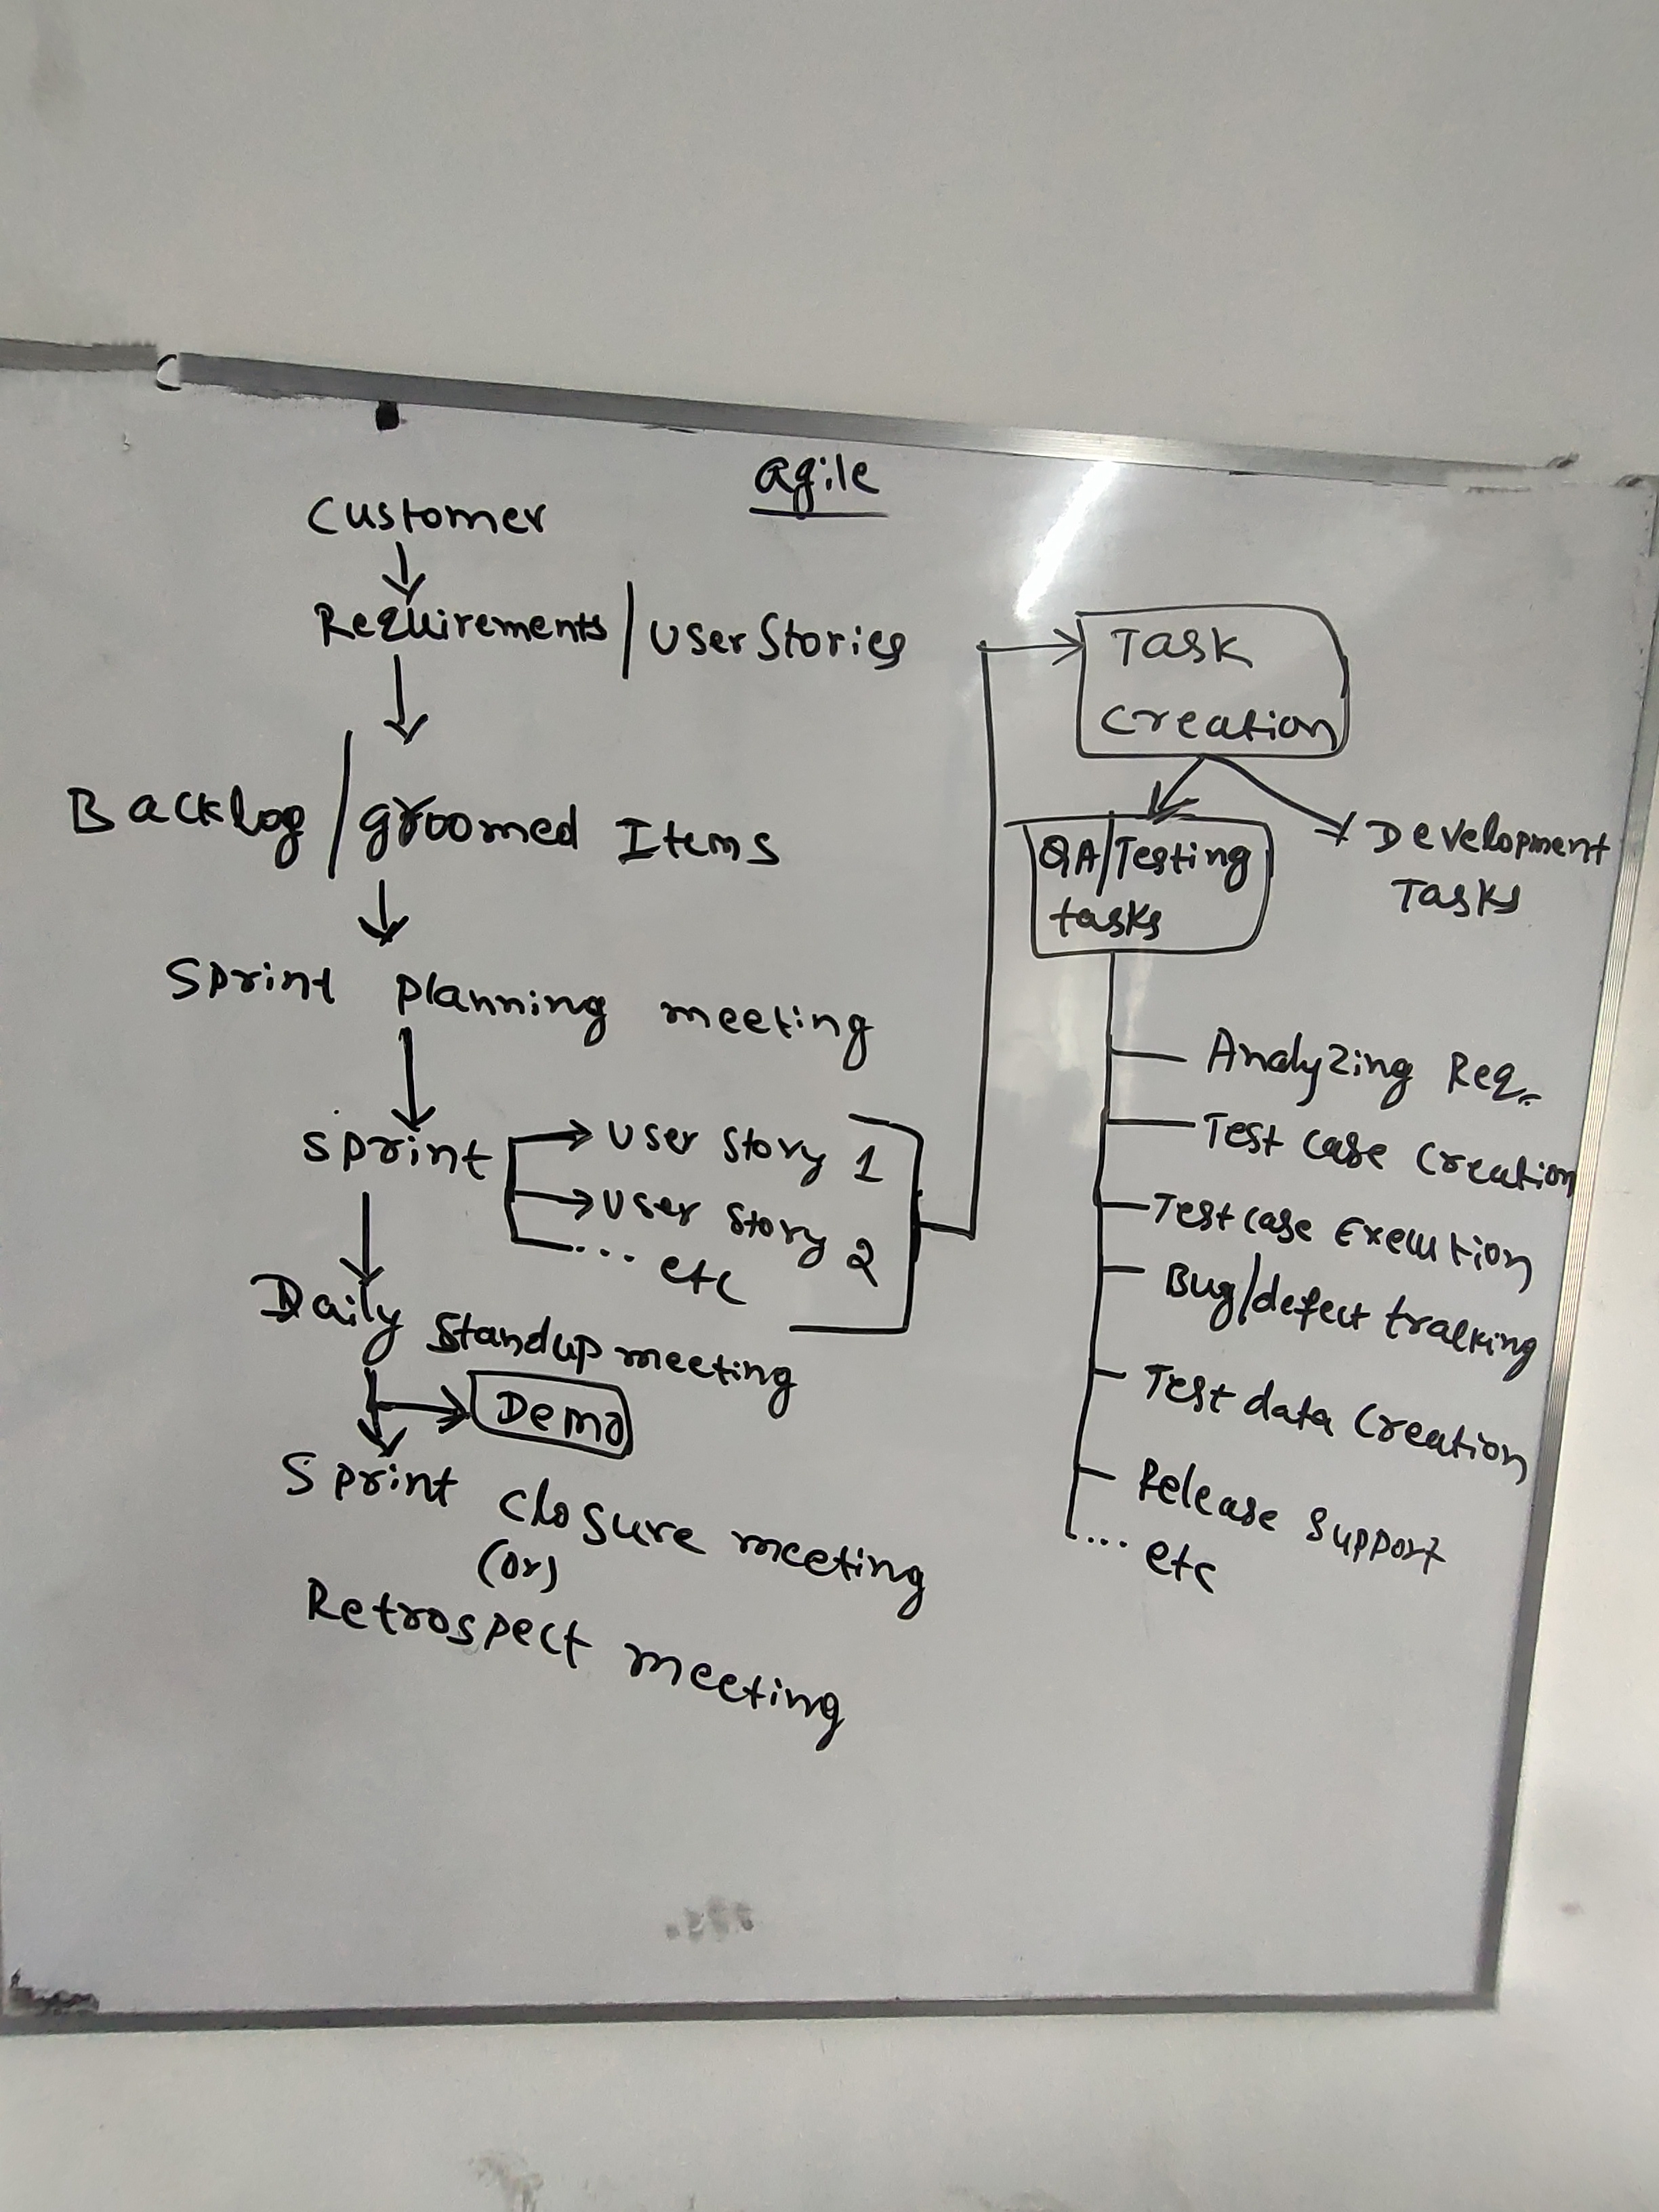 agile
Customer
Requirements/User Stories
Backlog/groomed Items
Sprint planning meeting
Sprint
User Story 1
User Story 2
... etc
Daily Standup meeting
Demo
Sprint closure meeting
(or)
Retrospect meeting
Task
Creation
QA/Testing
tasks
Development
Tasks
Analyzing Req.
Test case Creation
Test case Execution
Bug/defect tracking
Test data Creation
Release Support
... etc